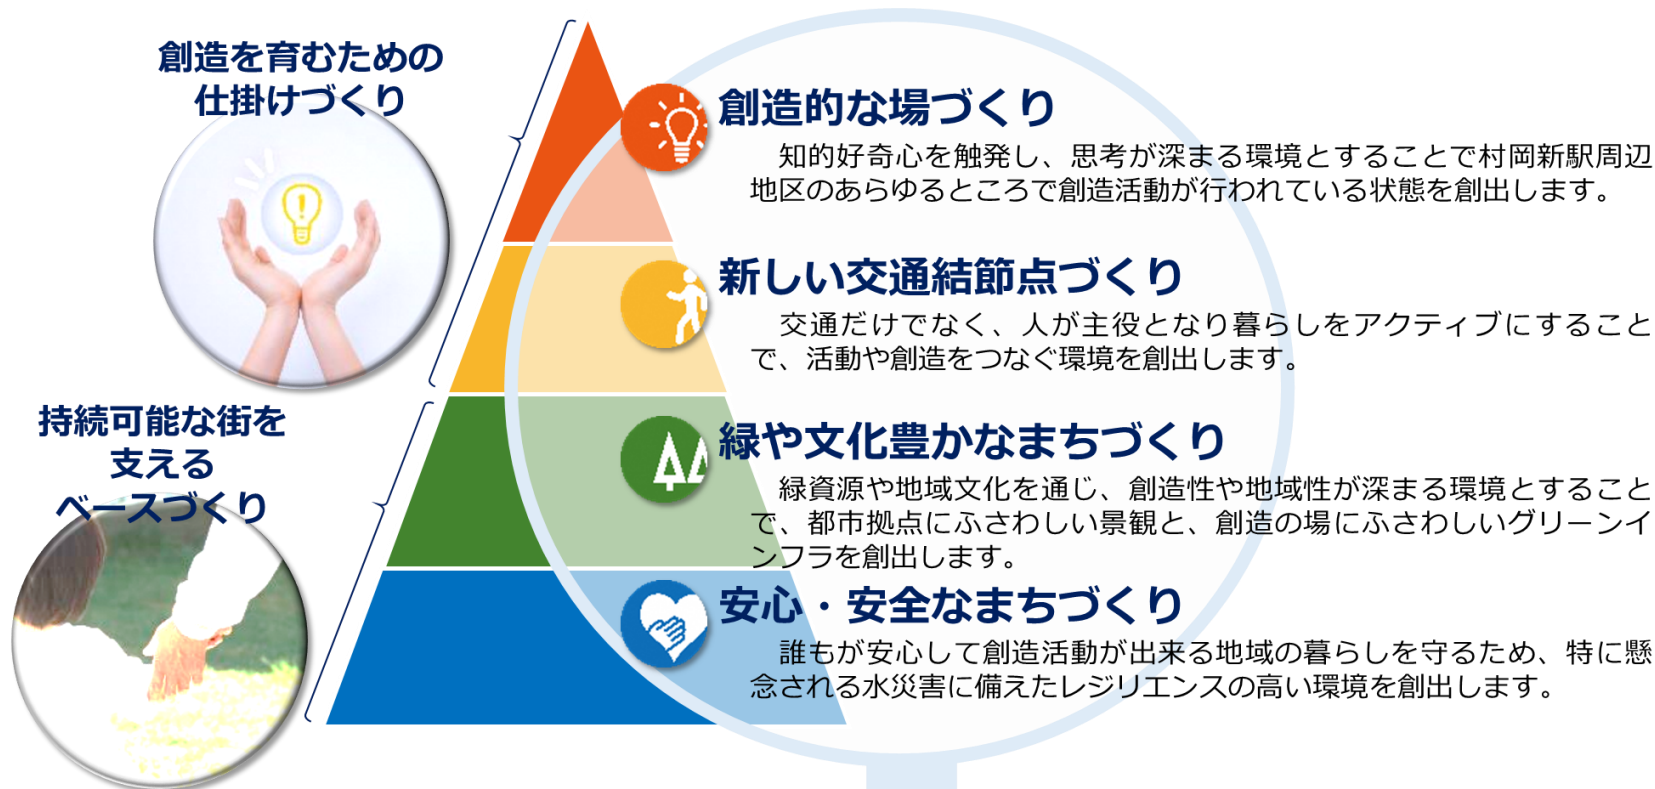 創造を育むための
仕掛けづくり
創造的な場づくり
知的好奇心を触発し、思考が深まる環境とすることで村岡新駅周辺
地区のあらゆるところで創造活動が行われている状態を創出します。
新しい交通結節点づくり
交通だけでなく、人が主役となり暮らしをアクティブにすること
で、活動や創造をつなぐ環境を創出します。
持続可能な街を
支える
ベースづくり
緑や文化豊かなまちづくり
緑資源や地域文化を通じ、創造性や地域性が深まる環境とすること
で、都市拠点にふさわしい景観と、創造の場にふさわしいグリーンイ
ンフラを創出します。
安心・安全なまちづくり
誰もが安心して創造活動が出来る地域の暮らしを守るため、特に懸
念される水災害に備えたレジリエンスの高い環境を創出します。